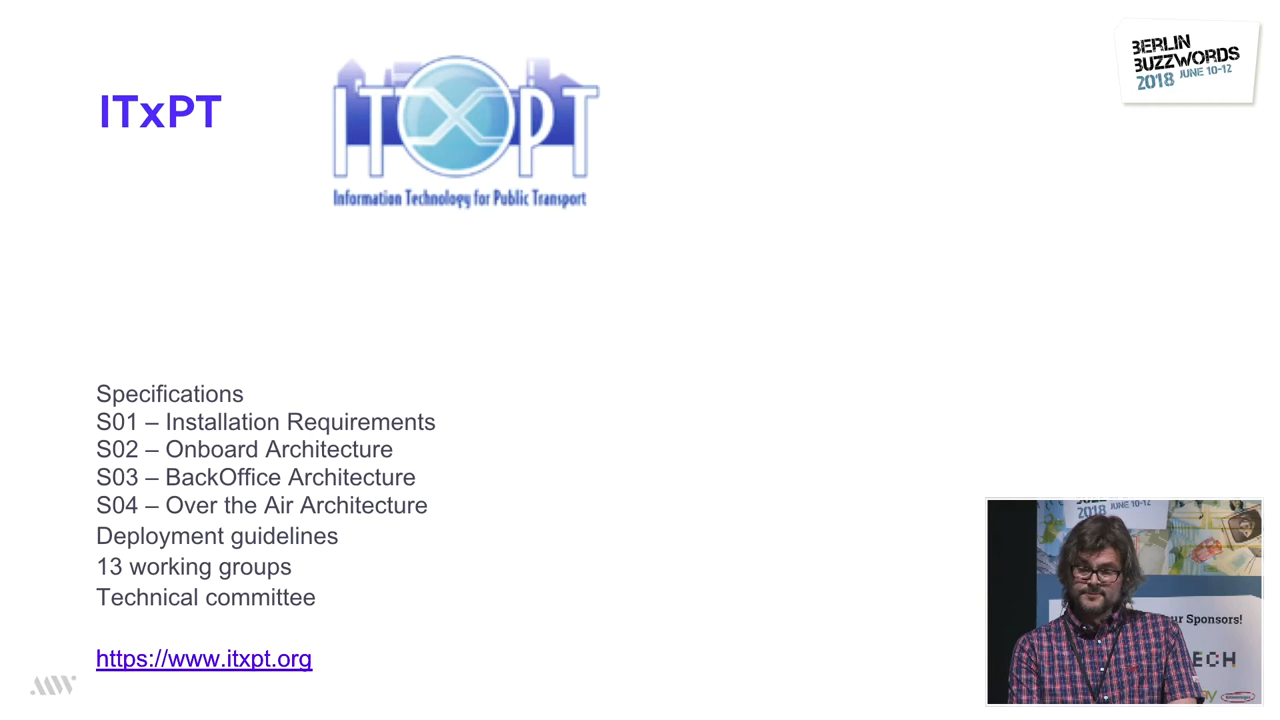 BERLIN
BUZZWORDS
2018 JUNE 10-12
ITxPT
ITXPT
Information Technology for Public Transport
Specifications
S01 – Installation Requirements
S02 – Onboard Architecture
S03 – BackOffice Architecture
S04 – Over the Air Architecture
Deployment guidelines
13 working groups
Technical committee
https://www.itxpt.org
2018 JUNE 10-12
ur Sponsors!
ECH